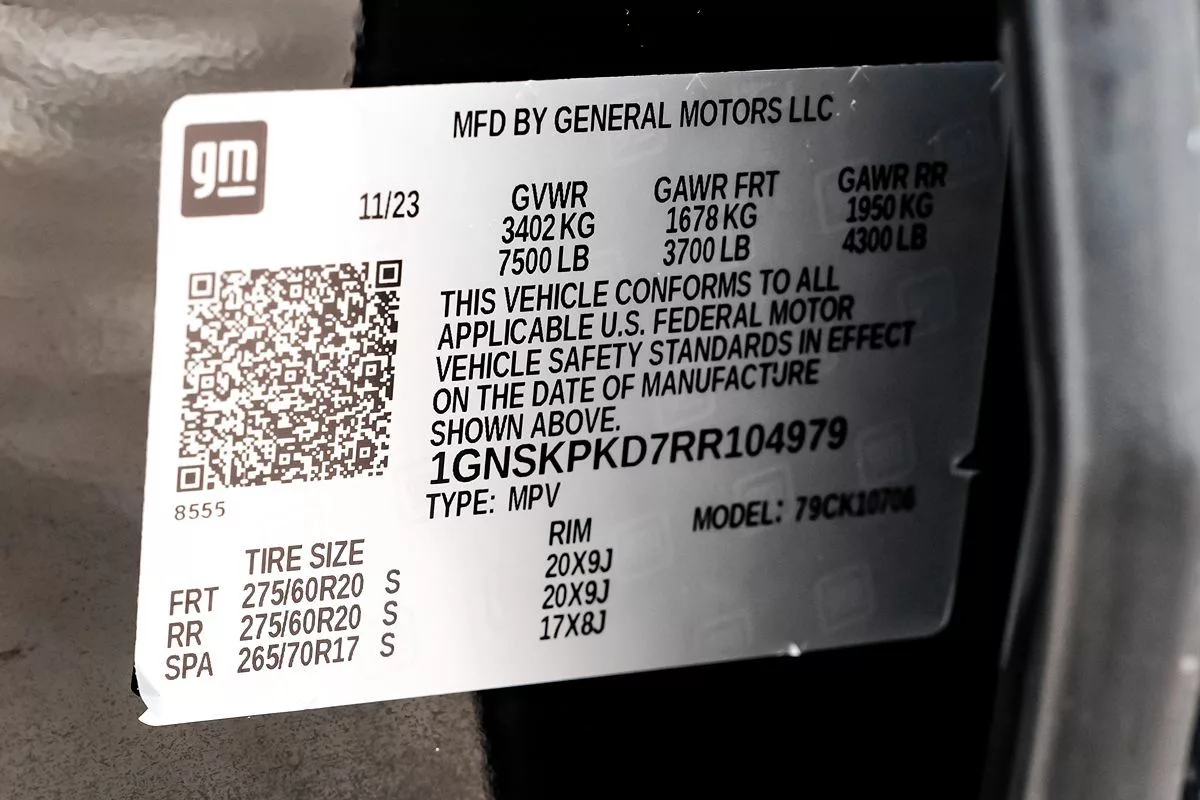 MFD BY GENERAL MOTORS LLC
gm
11/23
GVWR GAWR FRT GAWR RR
3402 KG 1678 KG 1950 KG
7500 LB 3700 LB 4300 LB
THIS VEHICLE CONFORMS TO ALL
APPLICABLE U.S. FEDERAL MOTOR
VEHICLE SAFETY STANDARDS IN EFFECT
ON THE DATE OF MANUFACTURE
SHOWN ABOVE.
1GNSKPKD7RR104979
8555
TYPE: MPV MODEL: 79CK10706
TIRE SIZE RIM
FRT 275/60R20 S 20X9J
RR 275/60R20 S 20X9J
SPA 265/70R17 S 17X8J